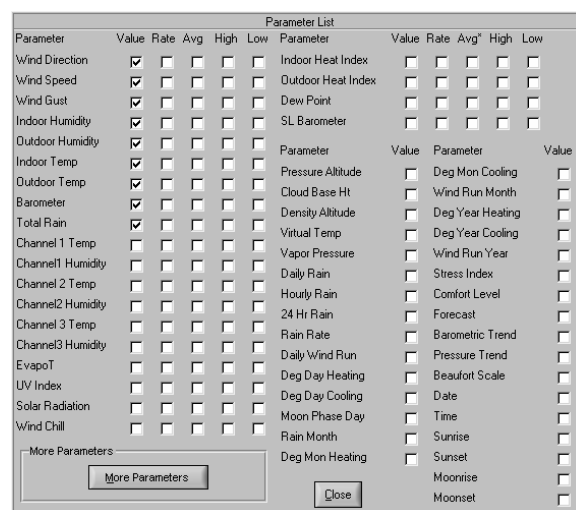 Parameter List
Parameter Value Rate Avg High Low
Wind Direction
Wind Speed
Wind Gust
Indoor Humidity
Outdoor Humidity
Indoor Temp
Outdoor Temp
Barometer
Total Rain
Channel 1 Temp
Channel1 Humidity
Channel 2 Temp
Channel2 Humidity
Channel 3 Temp
Channel3 Humidity
EvapoT
UV Index
Solar Radiation
Wind Chill
More Parameters
More Parameters
Parameter Value Rate Avg* High Low
Indoor Heat Index
Outdoor Heat Index
Dew Point
SL Barometer
Parameter Value
Pressure Altitude
Cloud Base Ht
Density Altitude
Virtual Temp
Vapor Pressure
Daily Rain
Hourly Rain
24 Hr Rain
Rain Rate
Daily Wind Run
Deg Day Heating
Deg Day Cooling
Moon Phase Day
Rain Month
Deg Mon Heating
Close
Parameter Value
Deg Mon Cooling
Wind Run Month
Deg Year Heating
Deg Year Cooling
Wind Run Year
Stress Index
Comfort Level
Forecast
Barometric Trend
Pressure Trend
Beaufort Scale
Date
Time
Sunrise
Sunset
Moonrise
Moonset